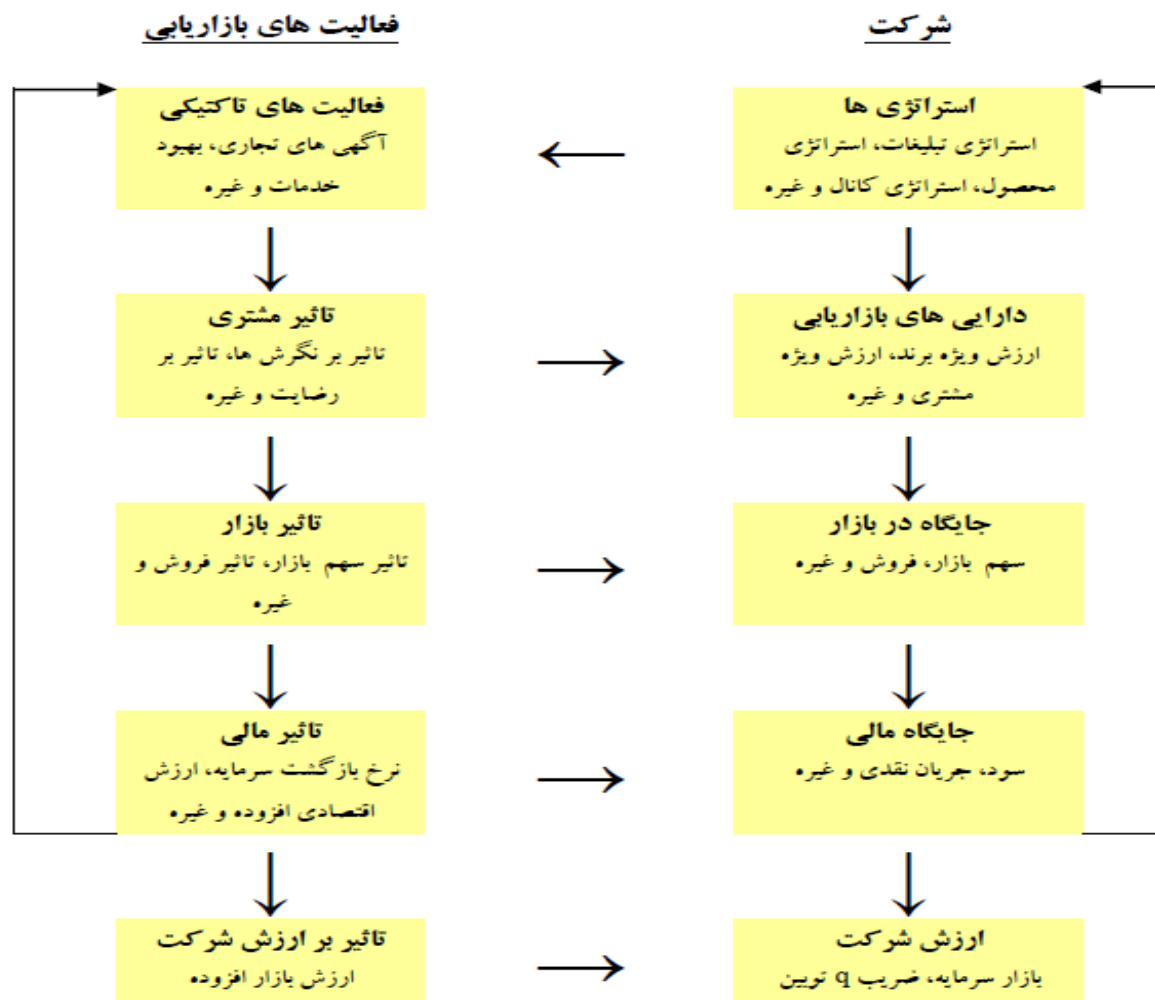 شرکت
فعالیت های بازاریابی
استراتژی ها
استراتژی تبلیغات، استراتژی
محصول، استراتژی کانال و غیره
فعالیت های تاکتیکی
آگهی های تجاری، بهبود
خدمات و غیره
دارایی های بازاریابی
ارزش ویژه برند، ارزش ویژه
مشتری و غیره
تاثیر مشتری
تاثیر بر نگرش ها، تاثیر بر
رضایت و غیره
جایگاه در بازار
سهم بازار، فروش و غیره
تاثیر بازار
تاثیر سهم بازار، تاثیر فروش و
غیره
جایگاه مالی
سود، جریان نقدی و غیره
تاثیر مالی
نرخ بازگشت سرمایه، ارزش
اقتصادی افزوده و غیره
ارزش شرکت
بازار سرمایه، ضریب q توبین
تاثیر بر ارزش شرکت
ارزش بازار افزوده